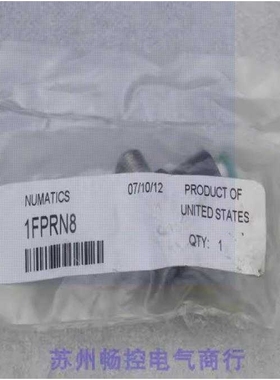 NUMATICS
07/10/12
PRODUCT OF
UNITED STATES
1FPRN8
QTY: 1
苏州畅控电气商行